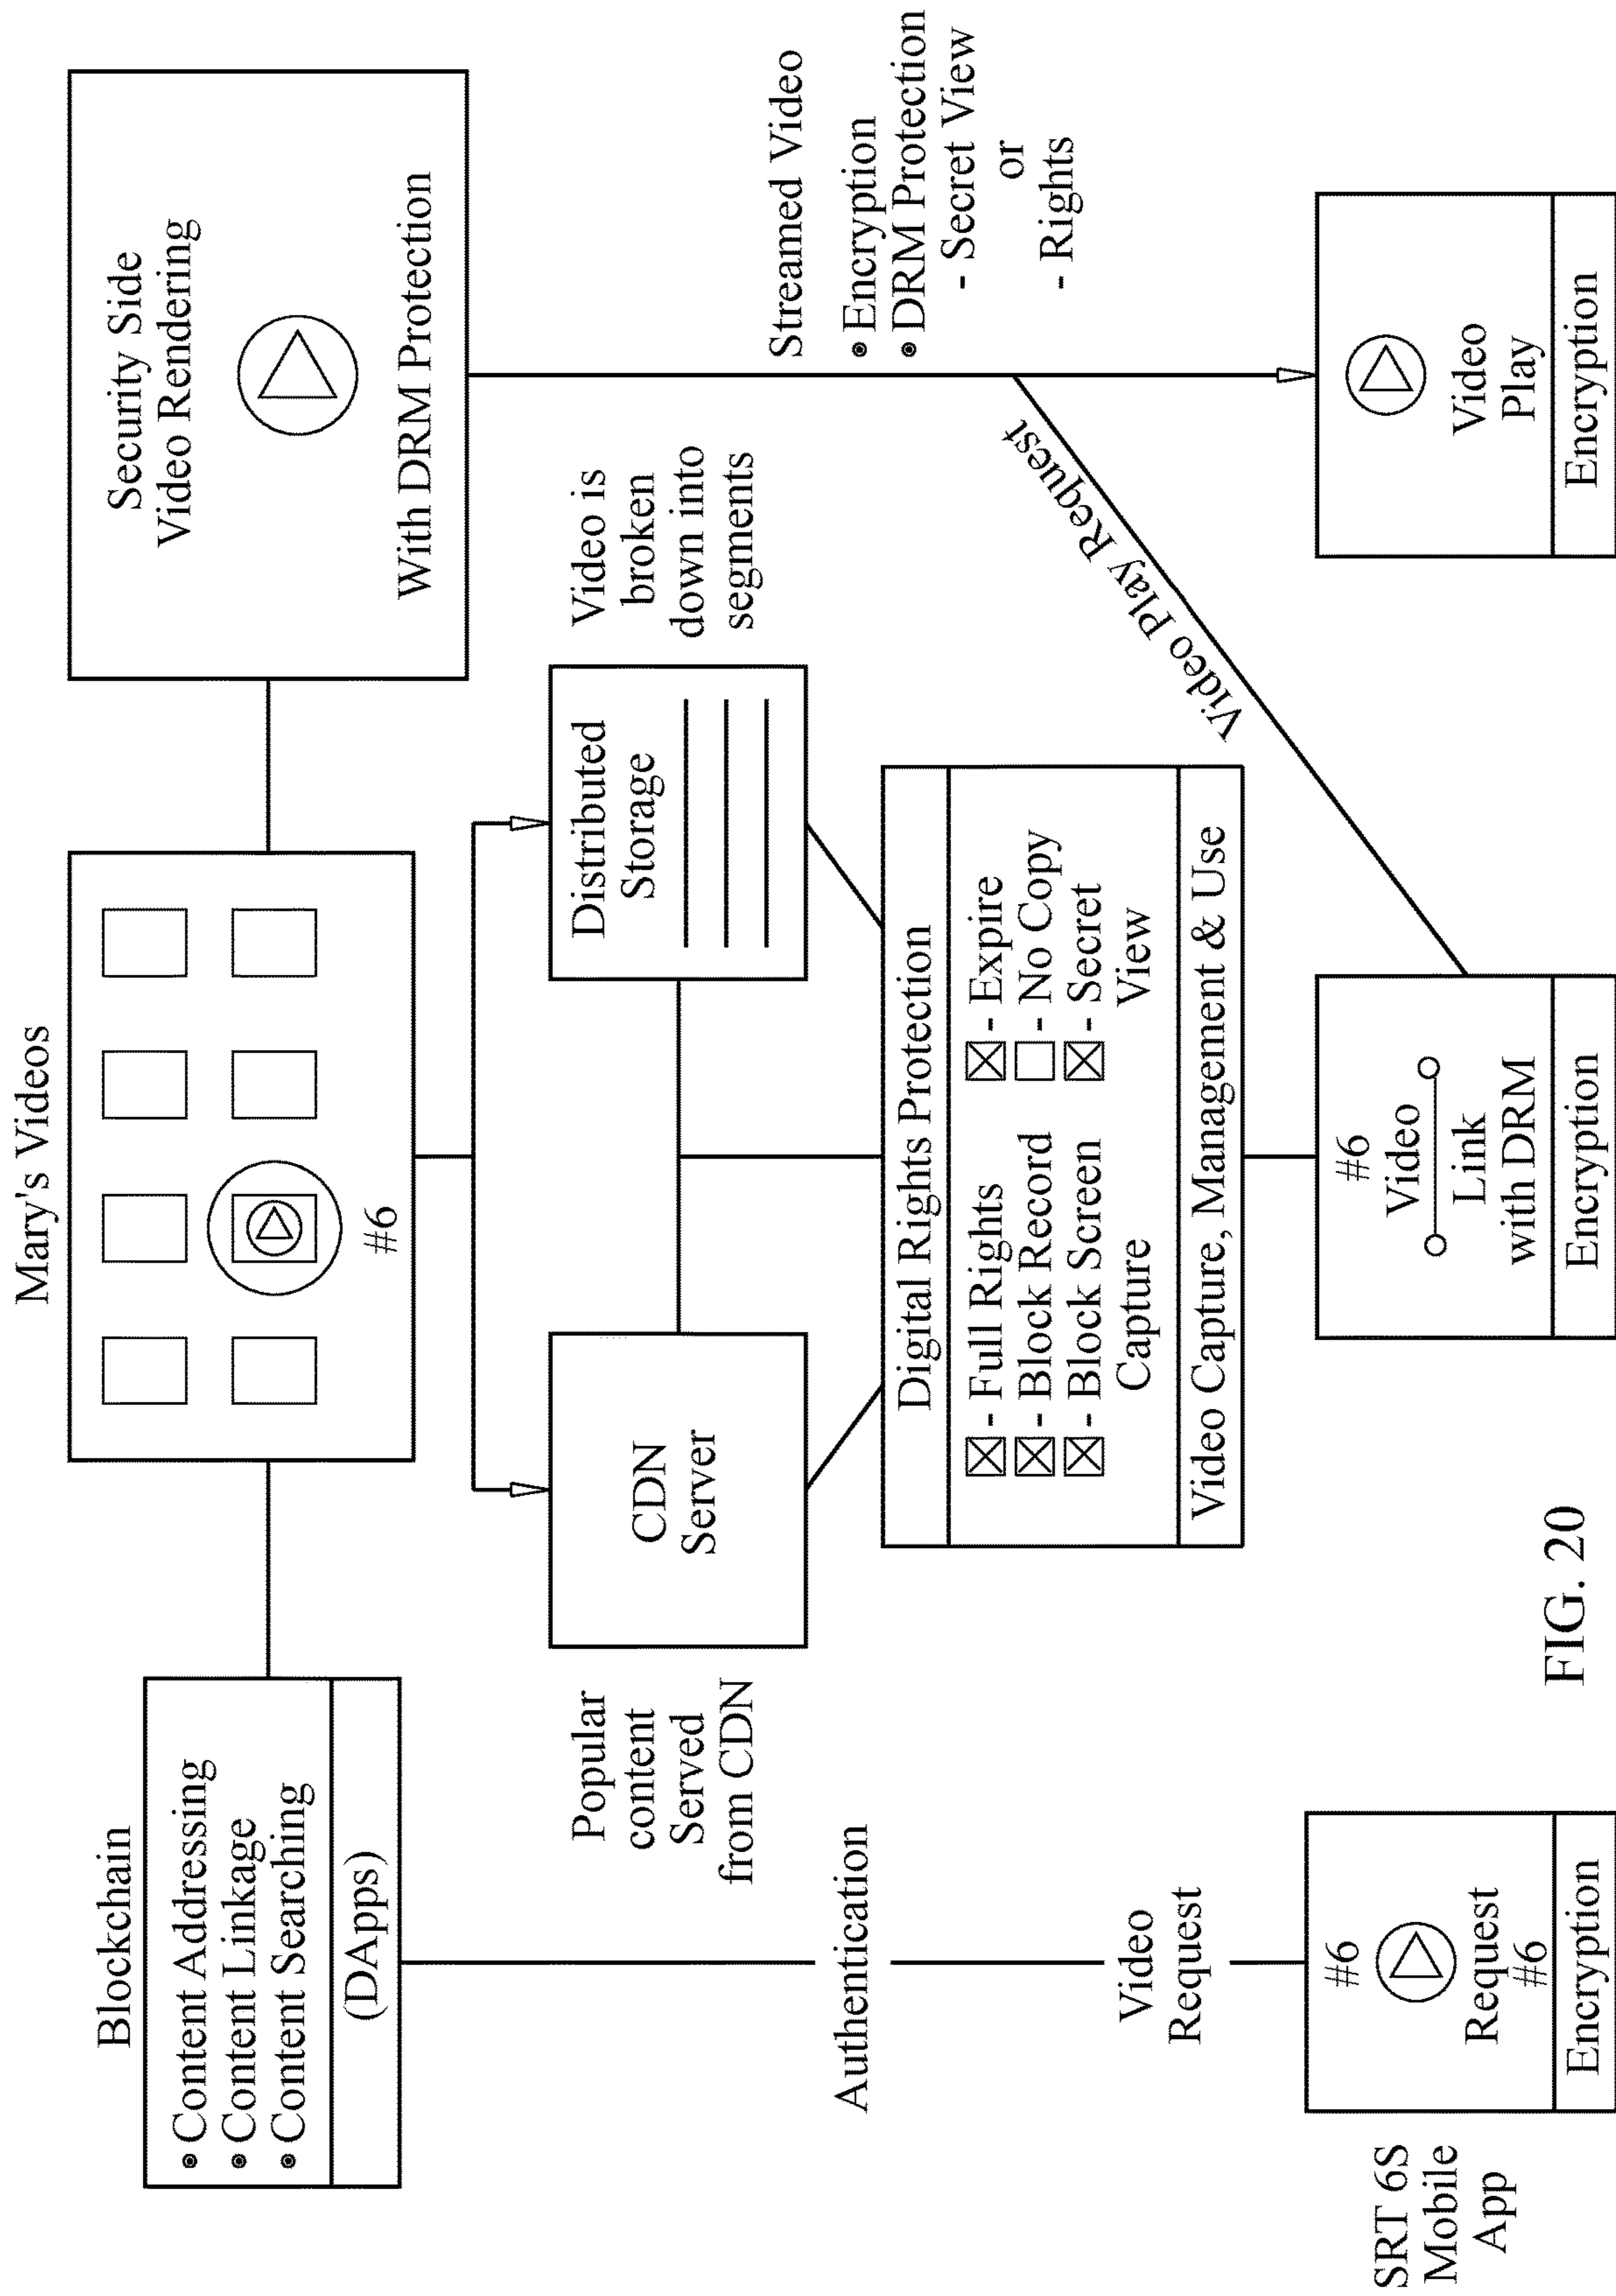 Blockchain
Content Addressing
Content Linkage
Content Searching
(DApps)
Mary's Videos
#6
Security Side
Video Rendering
With DRM Protection
Popular
content
Served
from CDN
CDN
Server
Distributed
Storage
Video is
broken
down into
segments
Streamed Video
Encryption
DRM Protection
- Secret View
or
- Rights
Authentication
Digital Rights Protection
- Full Rights
- Block Record
- Block Screen
Capture
- Expire
- No Copy
- Secret
View
Video Capture, Management & Use
Video Play Request
Video
Request
SRT 6S
Mobile
App
#6
Request
#6
Encryption
#6
Video
Link
with DRM
Encryption
Video
Play
Encryption
FIG. 20